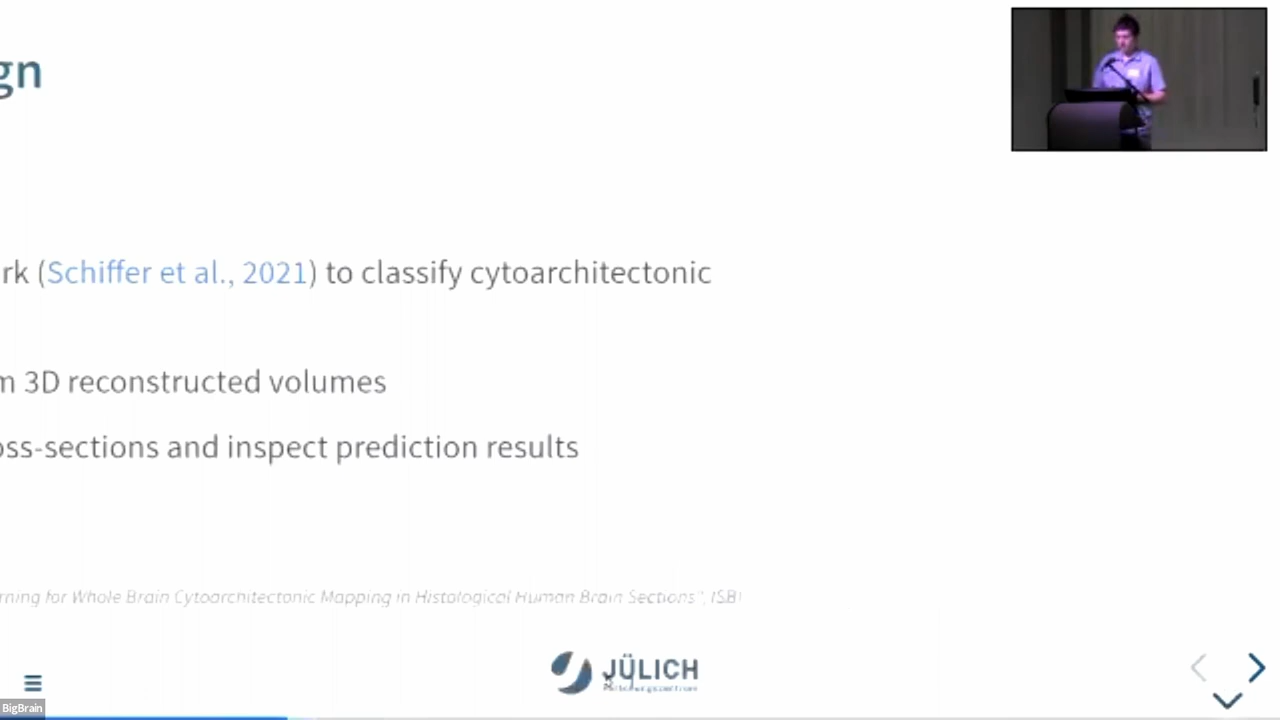 gn
rk (Schiffer et al., 2021) to classify cytoarchitectonic
m 3D reconstructed volumes
oss-sections and inspect prediction results
rning for Whole Brain Cytoarchitectonic Mapping in Histological Human Brain Sections", ISBI
JÜLICH
Forschungszentrum
BigBrain